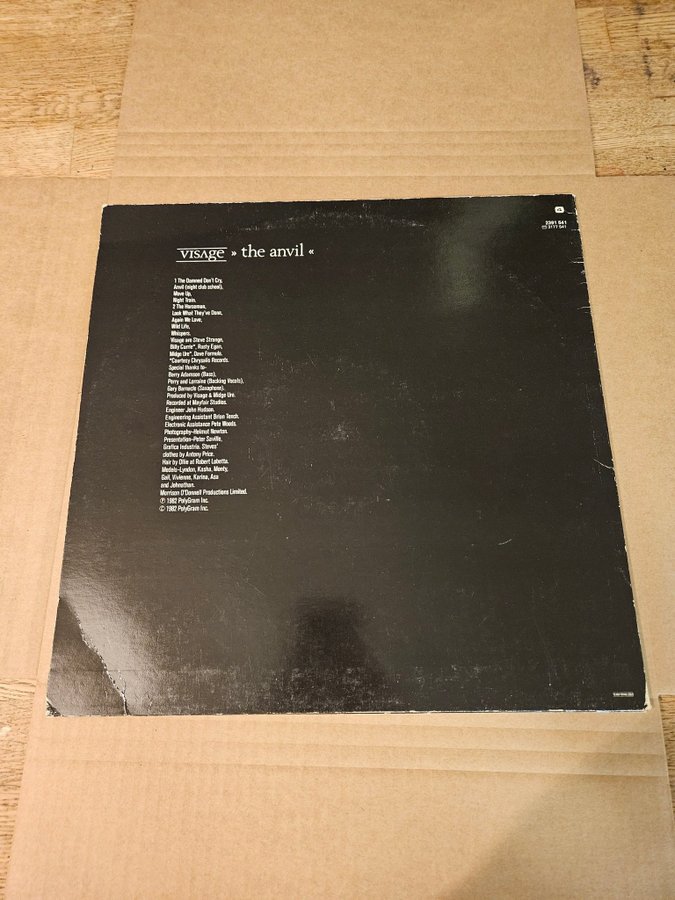 2391 541
3177 541
visage » the anvil «
1 The Damned Don't Cry,
Anvil (night club school),
Move Up,
Night Train.
2 The Horseman,
Look What They've Done,
Again We Love,
Wild Life,
Whispers.
Visage are Steve Strange,
Billy Currie*, Rusty Egan,
Midge Ure*, Dave Formula.
*Courtesy Chrysalis Records.
Special thanks to-
Barry Adamson (Bass),
Perry and Lorraine (Backing Vocals),
Gary Barnacle (Saxophone).
Produced by Visage & Midge Ure.
Recorded at Mayfair Studios.
Engineer John Hudson.
Engineering Assistant Brian Tench.
Electronic Assistance Pete Woods.
Photography-Helmut Newton.
Presentation-Peter Saville,
Grafica Industria. Steves'
clothes by Antony Price.
Hair by Ollie at Robert Lobetta.
Models-Lyndon, Kasha, Monty,
Gail, Vivienne, Karina, Asa
and Johnathan.
Morrison O'Donnell Productions Limited.
℗ 1982 PolyGram Inc.
© 1982 PolyGram Inc.